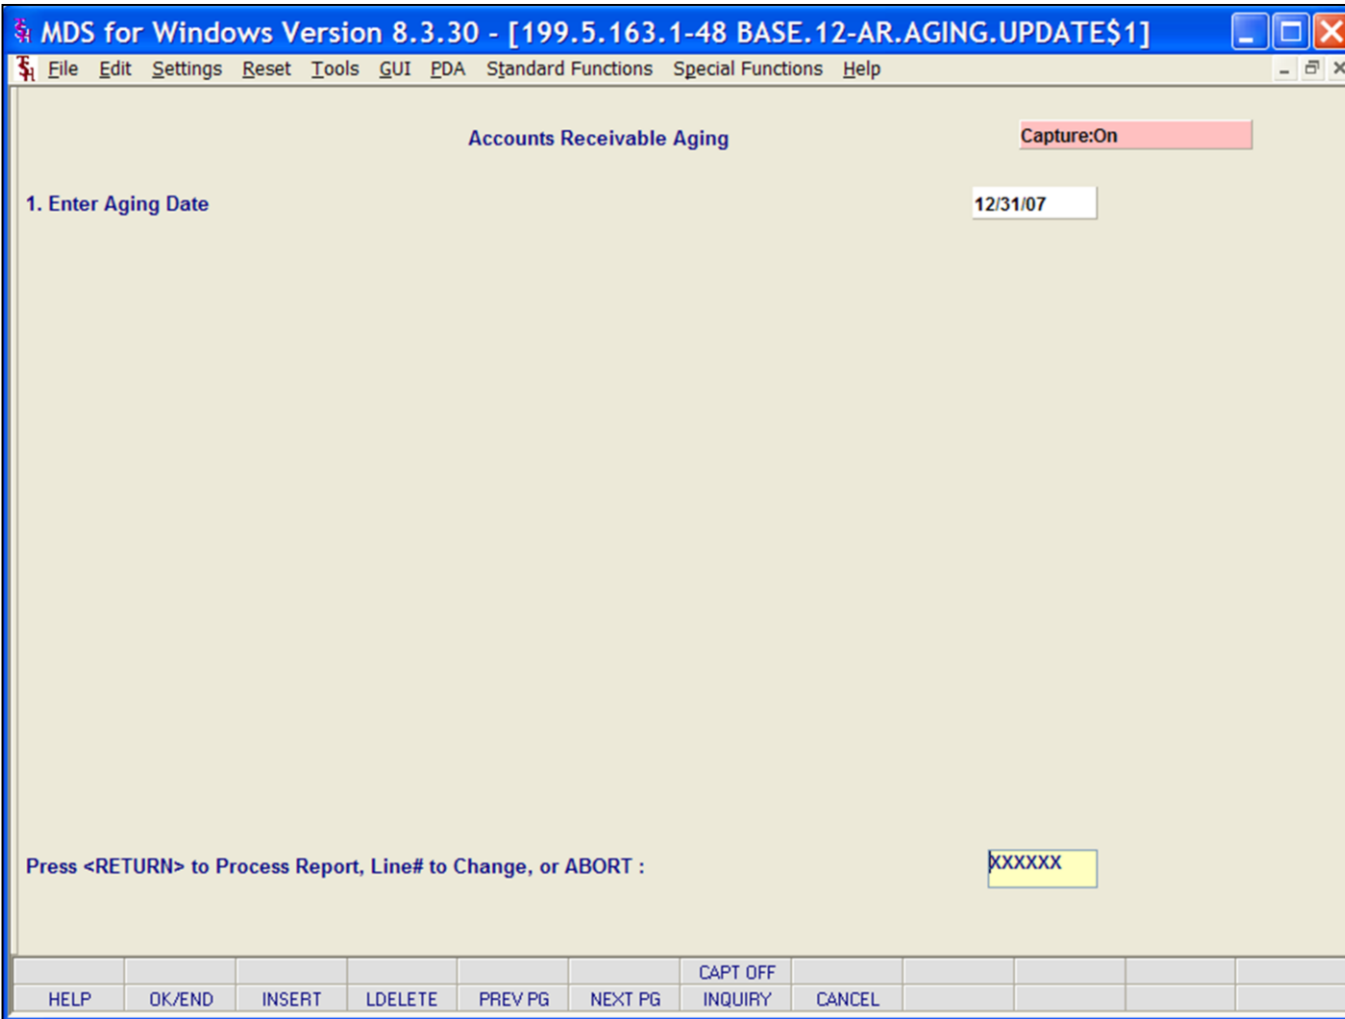 MDS for Windows Version 8.3.30 - [199.5.163.1-48 BASE.12-AR.AGING.UPDATE$1]
File Edit Settings Reset Tools GUI PDA Standard Functions Special Functions Help
Accounts Receivable Aging Capture:On
1. Enter Aging Date 12/31/07
Press <RETURN> to Process Report, Line# to Change, or ABORT : XXXXXX
CAPT OFF
HELP OK/END INSERT LDELETE PREV PG NEXT PG INQUIRY CANCEL